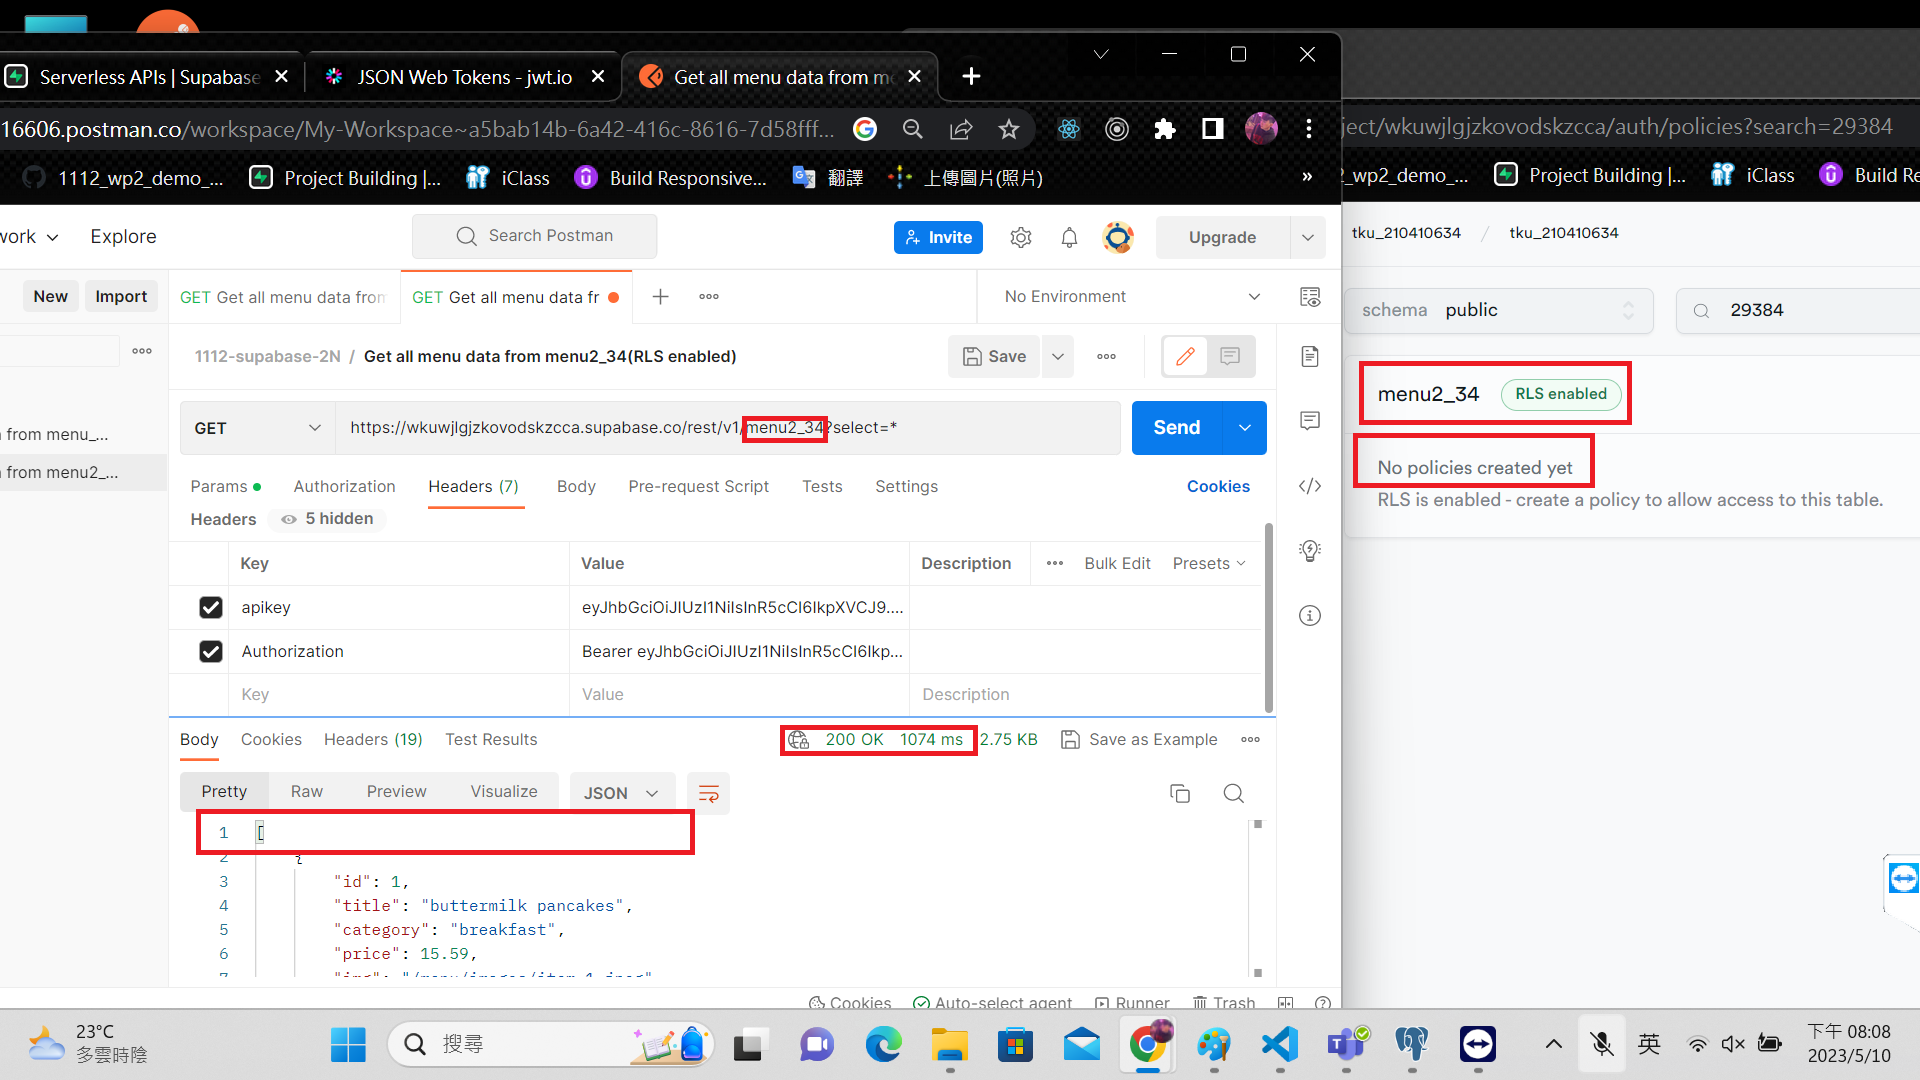 Serverless APIs | Supabase
JSON Web Tokens - jwt.io
Get all menu data from me
16606.postman.co/workspace/My-Workspace~a5bab14b-6a42-416c-8616-7d58fff...
ject/wkuwjlgjzkovodskzcca/auth/policies?search=29384
1112_wp2_demo_...
Project Building |...
iClass
Build Responsive...
翻譯
上傳圖片(照片)
»
2_wp2_demo_...
Project Building |...
iClass
Build Re
work
Explore
Search Postman
Invite
Upgrade
tku_210410634 / tku_210410634
New
Import
GET Get all menu data from
GET Get all menu data fr
No Environment
schema public
29384
1112-supabase-2N / Get all menu data from menu2_34(RLS enabled)
Save
menu2_34 RLS enabled
from menu_...
from menu2_...
GET
https://wkuwjlgjzkovodskzcca.supabase.co/rest/v1/menu2_34?select=*
Send
No policies created yet
RLS is enabled - create a policy to allow access to this table.
Params
Authorization
Headers (7)
Body
Pre-request Script
Tests
Settings
Cookies
Headers
5 hidden
Key
Value
Description
Bulk Edit
Presets
apikey
eyJhbGciOiJIUzI1NiIsInR5cCI6IkpXVCJ9....
Authorization
Bearer eyJhbGciOiJIUzI1NiIsInR5cCI6Ikp...
Key
Value
Description
Body
Cookies
Headers (19)
Test Results
200 OK
1074 ms
2.75 KB
Save as Example
Pretty
Raw
Preview
Visualize
JSON
1 [
2 {
3 "id": 1,
4 "title": "buttermilk pancakes",
5 "category": "breakfast",
6 "price": 15.59,
7 "img": "/menu/images/item-1.jpeg"
Cookies
Auto-select agent
Runner
Trash
23°C
多雲時陰
搜尋
英
下午 08:08
2023/5/10